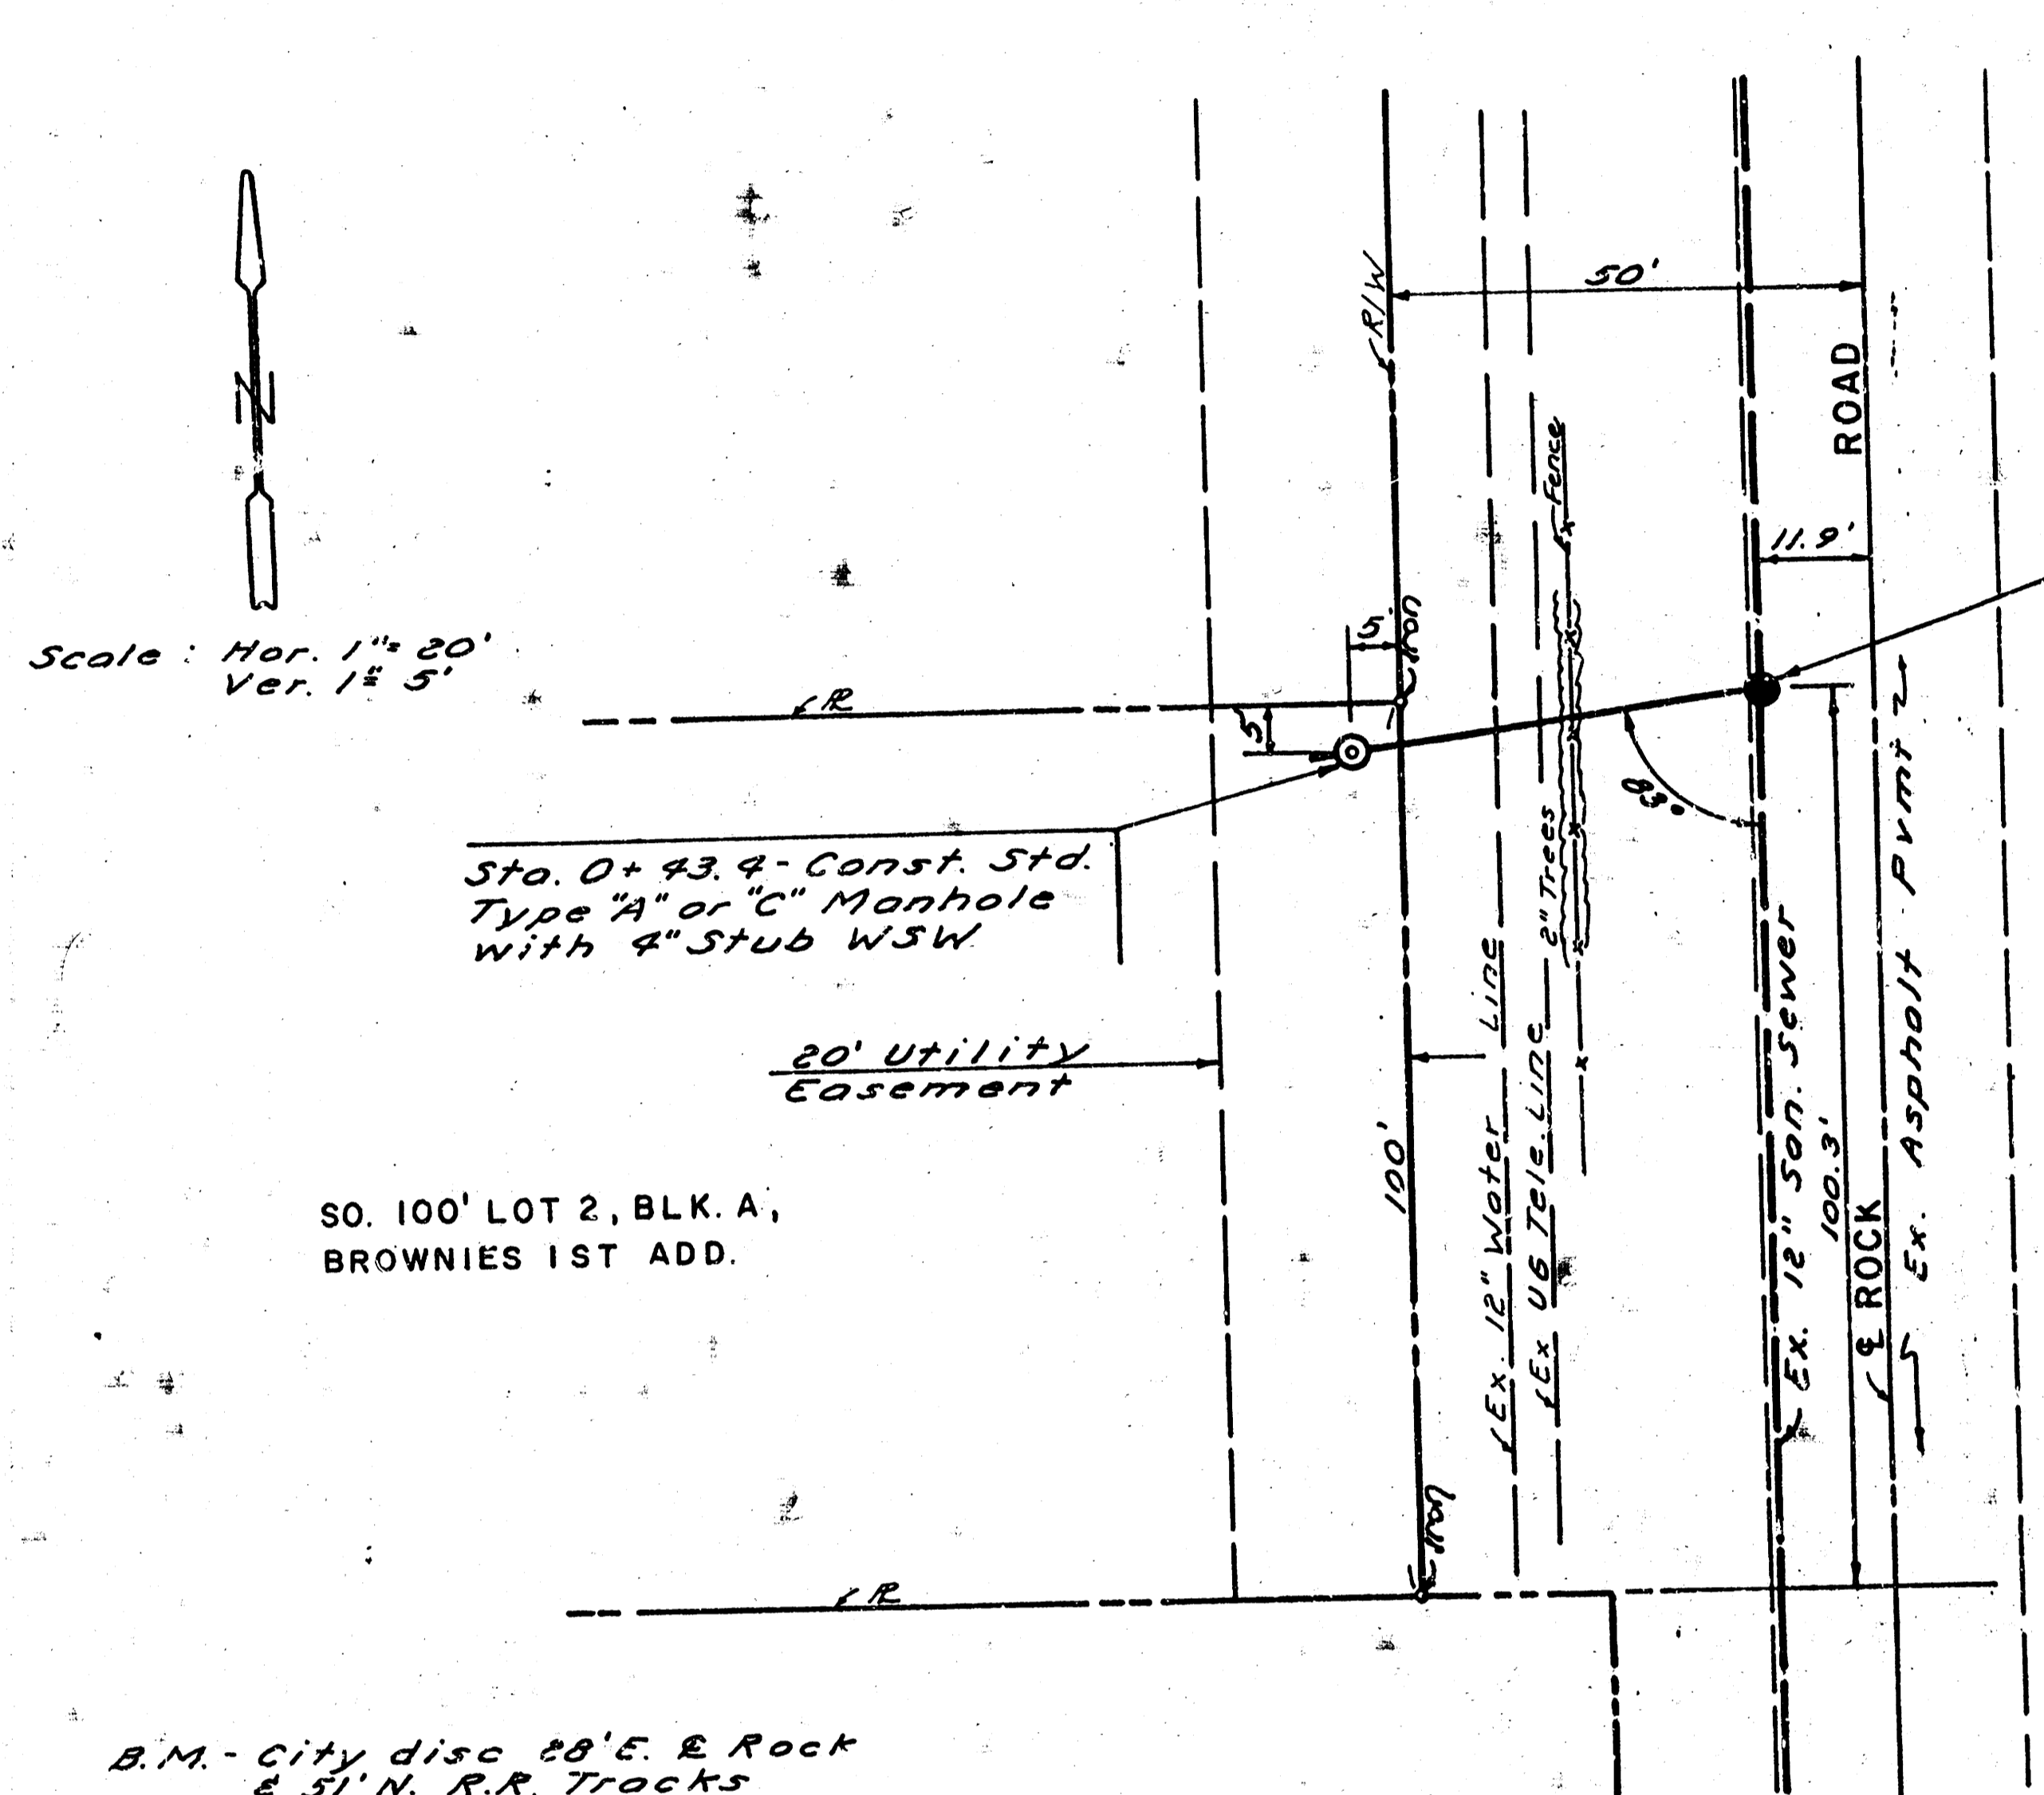 N
Scale : Hor. 1"= 20'
Ver. 1"= 5'
R/W
50'
ROAD
Fence
11.9'
5'
Iron
PL
5'
83°
Sta. 0+ 43.4 - Const. Std.
Type "A" or "C" Manhole
with 4" Stub WSW
2" Trees
20' Utility
Easement
100'
Ex. 12" Water Line
Ex UG Tele. Line
Ex. 12" San. Sewer
100.3'
℄ ROCK
Ex. Asphalt Pvmt
SO. 100' LOT 2, BLK. A,
BROWNIES 1ST ADD.
Iron
PL
B.M. - City disc 28' E. ℄ Rock
& 51' N. R.R. Tracks